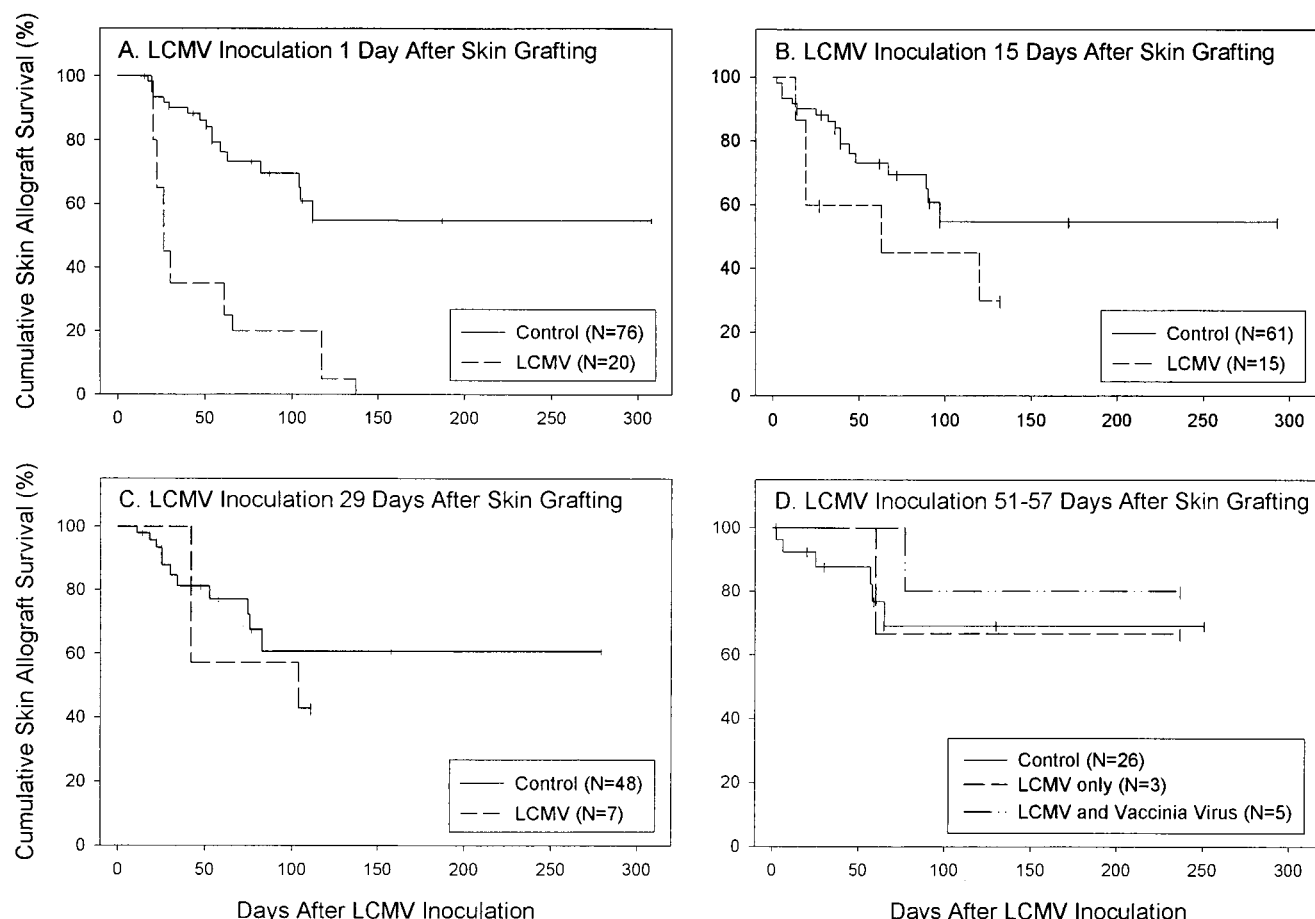 A. LCMV Inoculation 1 Day After Skin Grafting
Cumulative Skin Allograft Survival (%)
100
80
60
40
20
0
Control (N=76)
LCMV (N=20)
0 50 100 150 200 250 300
B. LCMV Inoculation 15 Days After Skin Grafting
100
80
60
40
20
0
Control (N=61)
LCMV (N=15)
0 50 100 150 200 250 300
C. LCMV Inoculation 29 Days After Skin Grafting
Cumulative Skin Allograft Survival (%)
100
80
60
40
20
0
Control (N=48)
LCMV (N=7)
0 50 100 150 200 250 300
Days After LCMV Inoculation
D. LCMV Inoculation 51-57 Days After Skin Grafting
100
80
60
40
20
0
Control (N=26)
LCMV only (N=3)
LCMV and Vaccinia Virus (N=5)
0 50 100 150 200 250 300
Days After LCMV Inoculation